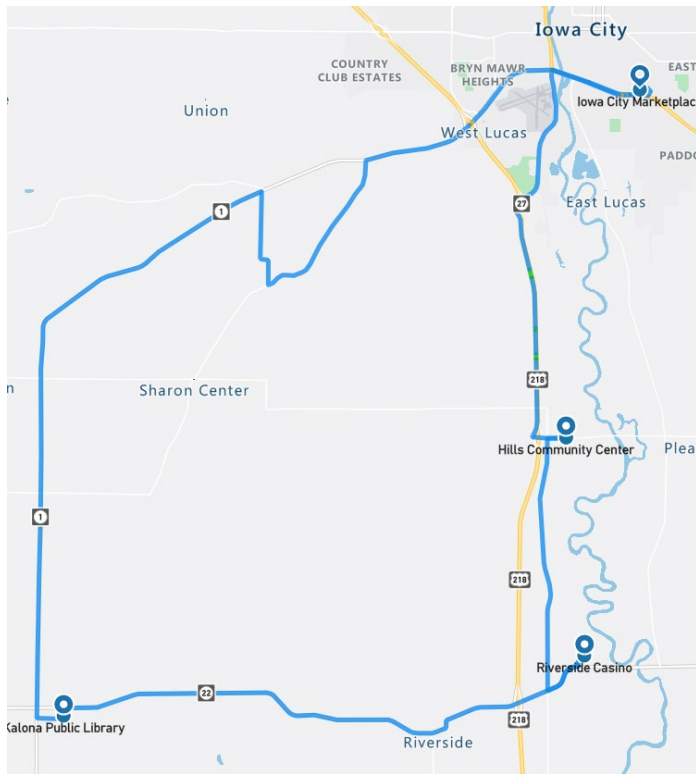 Iowa City
COUNTRY
CLUB ESTATES
BRYN MAWR
HEIGHTS
EAST
Iowa City Marketplac
Union
West Lucas
PADDO
1
27
East Lucas
218
Sharon Center
n
Hills Community Center
Plea
1
218
Riverside Casino
22
Kalona Public Library
218
Riverside